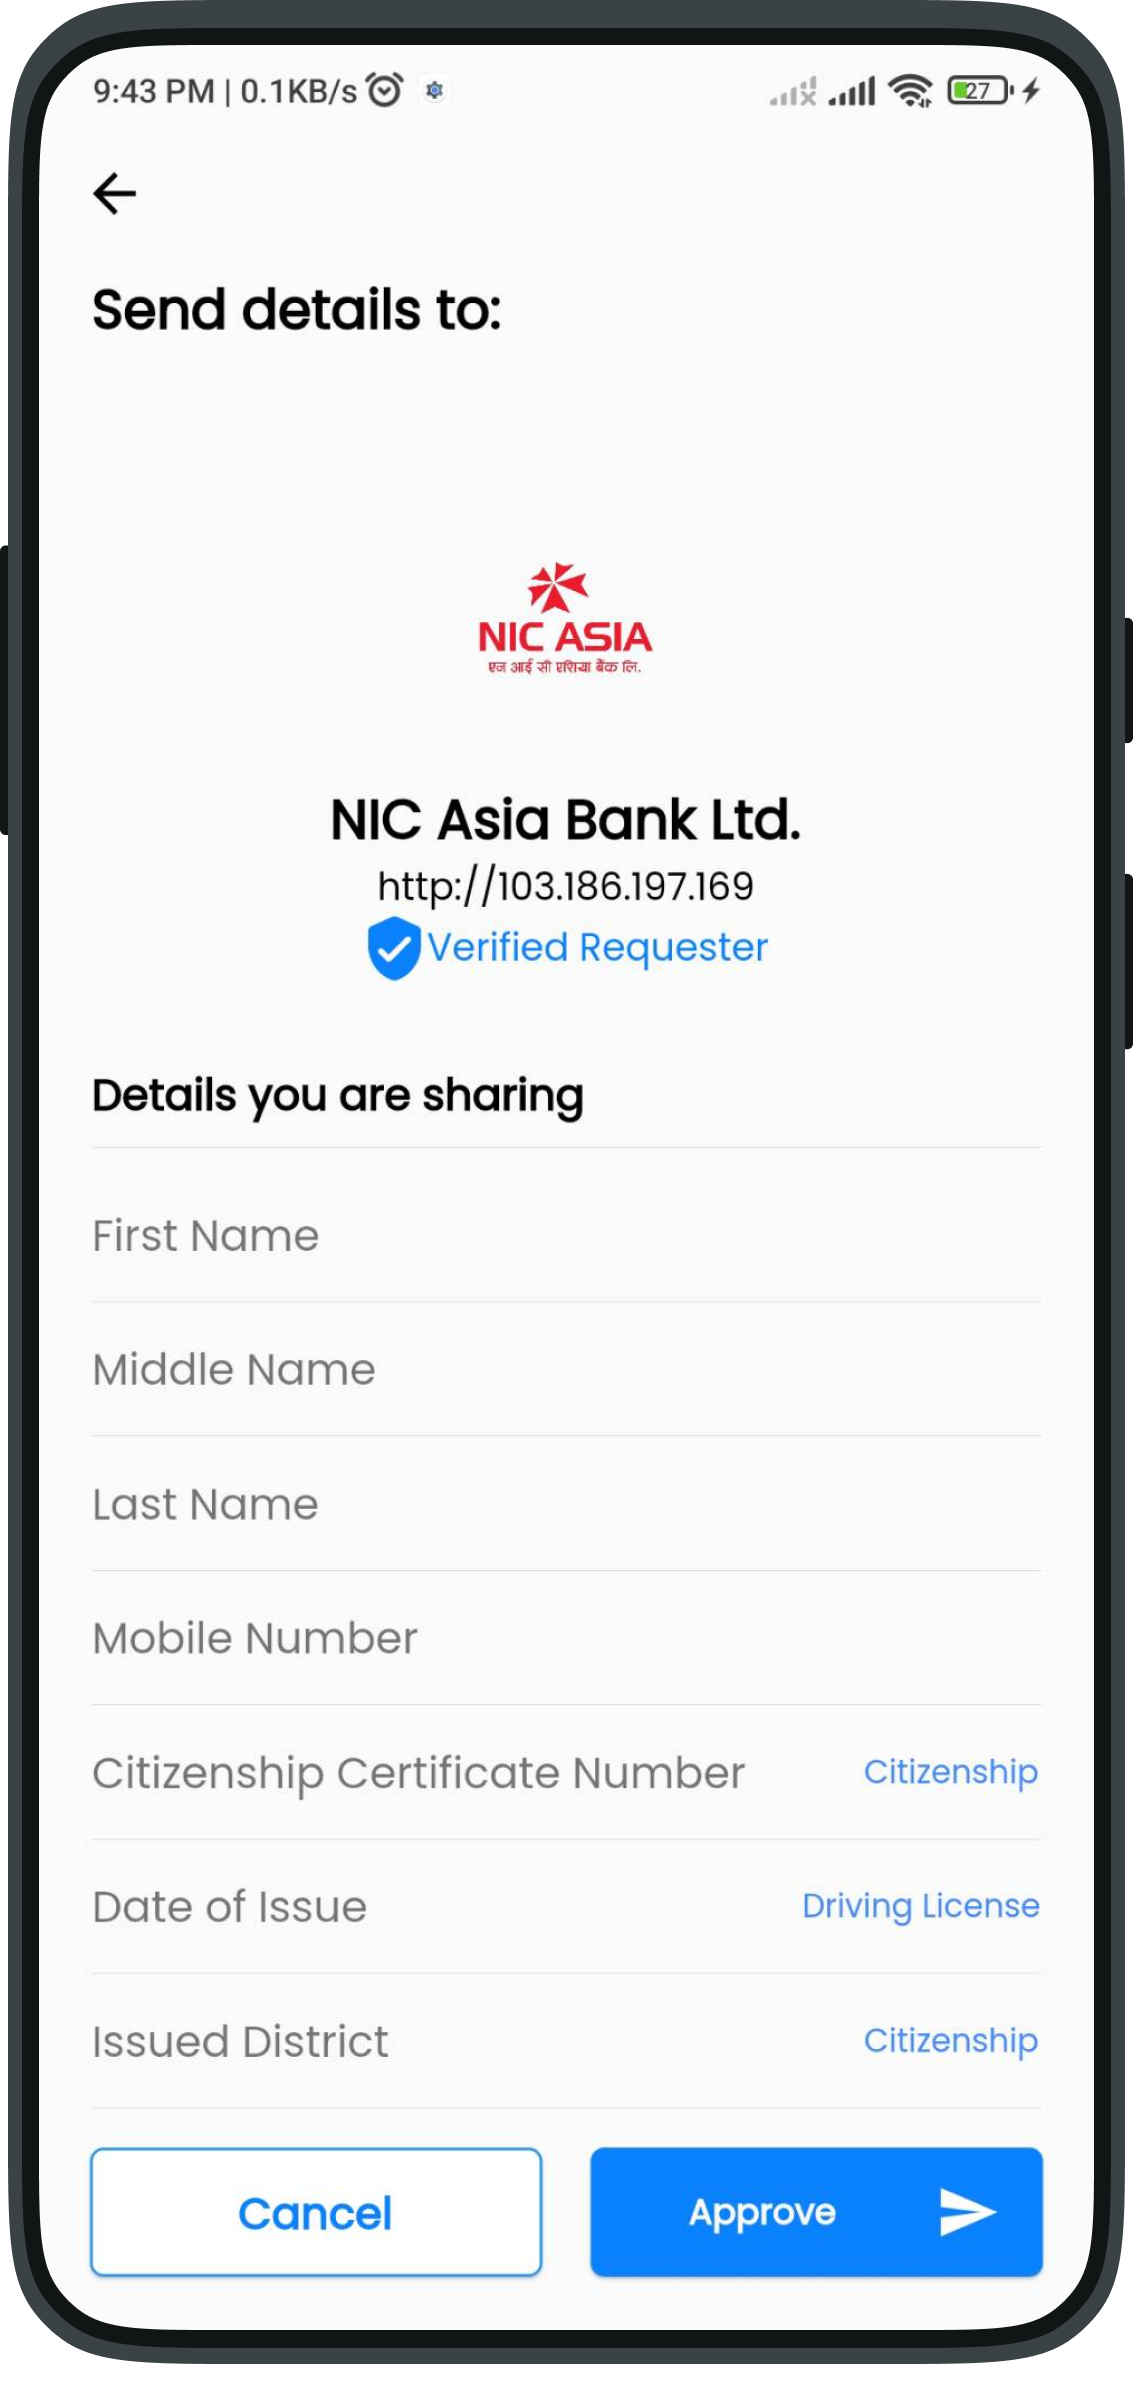 9:43 PM | 0.1KB/s
27
Send details to:
NIC ASIA
एन आई सी एशिया बैंक लि.
NIC Asia Bank Ltd.
http://103.186.197.169
Verified Requester
Details you are sharing
First Name
Middle Name
Last Name
Mobile Number
Citizenship Certificate Number Citizenship
Date of Issue Driving License
Issued District Citizenship
Cancel Approve